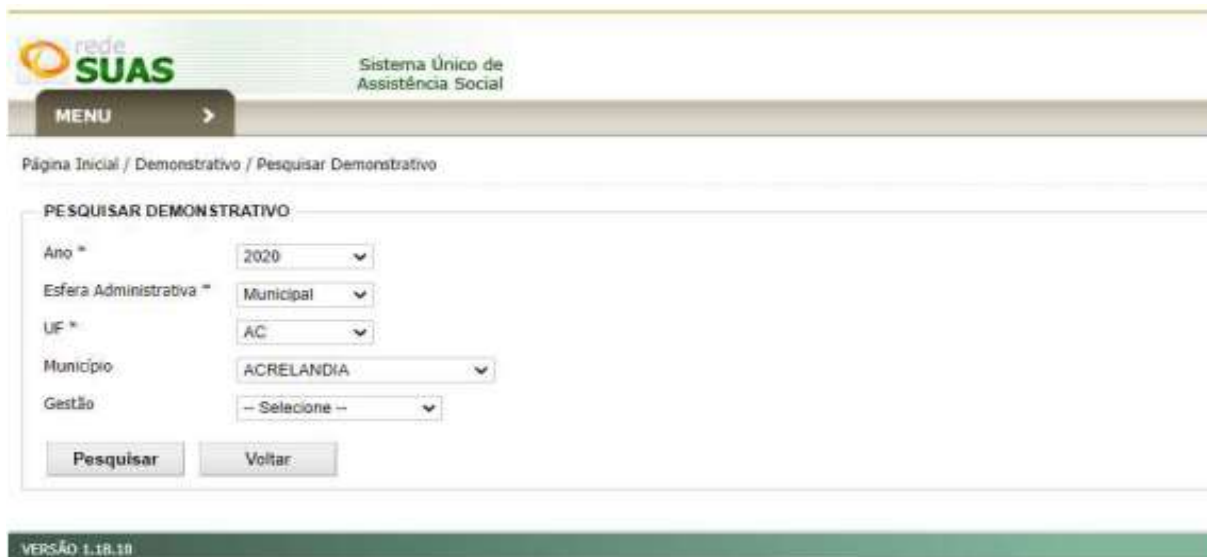 rede
SUAS
Sistema Único de
Assistência Social
MENU
Página Inicial / Demonstrativo / Pesquisar Demonstrativo
PESQUISAR DEMONSTRATIVO
Ano * 2020
Esfera Administrativa * Municipal
UF * AC
Município ACRELANDIA
Gestão -- Selecione --
Pesquisar Voltar
VERSÃO 1.18.10